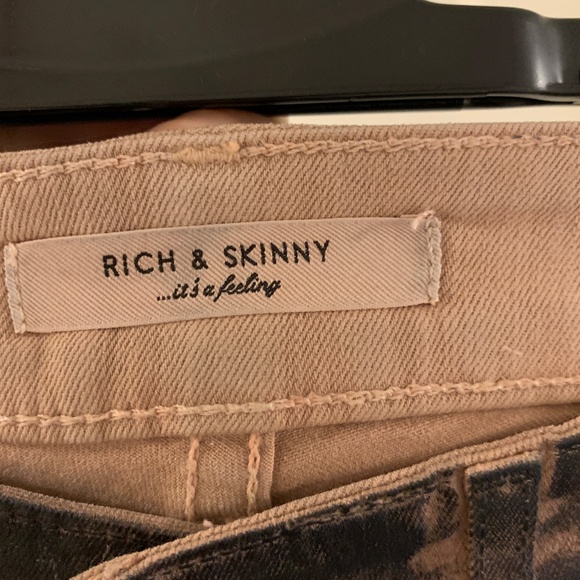 RICH & SKINNY
...it's a feeling